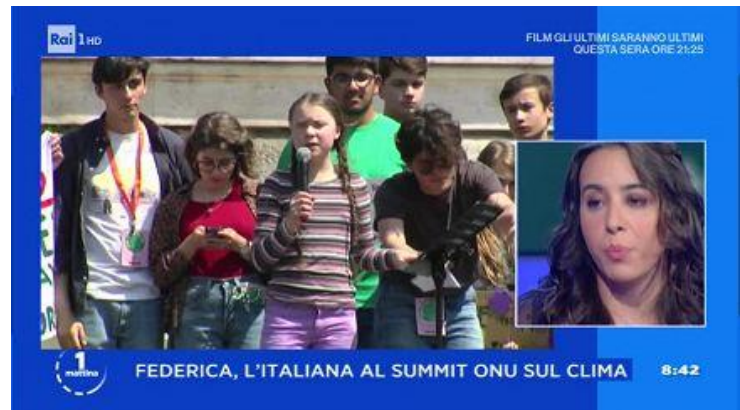 Rai 1 HD
FILM GLI ULTIMI SARANNO ULTIMI
QUESTA SERA ORE 21:25
1
mattina
FEDERICA, L'ITALIANA AL SUMMIT ONU SUL CLIMA
8:42